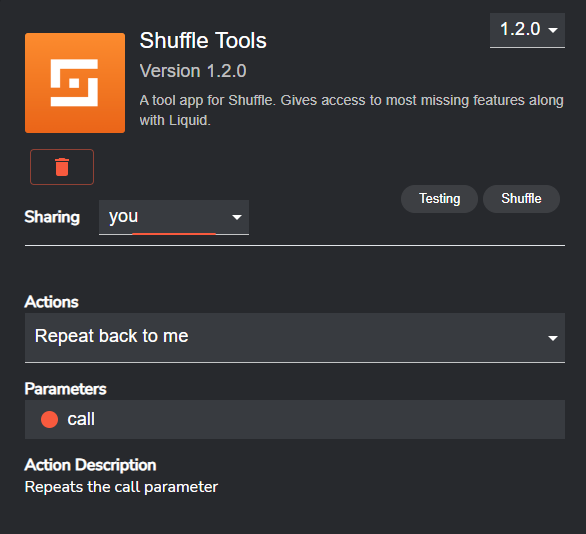 Shuffle Tools
1.2.0
Version 1.2.0
A tool app for Shuffle. Gives access to most missing features along
with Liquid.
Testing
Shuffle
Sharing
you
Actions
Repeat back to me
Parameters
call
Action Description
Repeats the call parameter